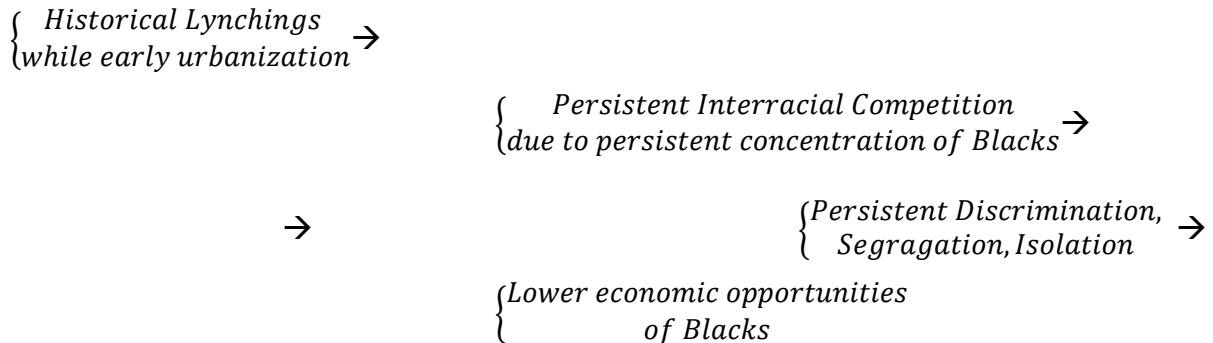 { Historical Lynchings
while early urbanization →
{ Persistent Interracial Competition
due to persistent concentration of Blacks →
→ { Persistent Discrimination,
Segragation, Isolation →
{ Lower economic opportunities
of Blacks